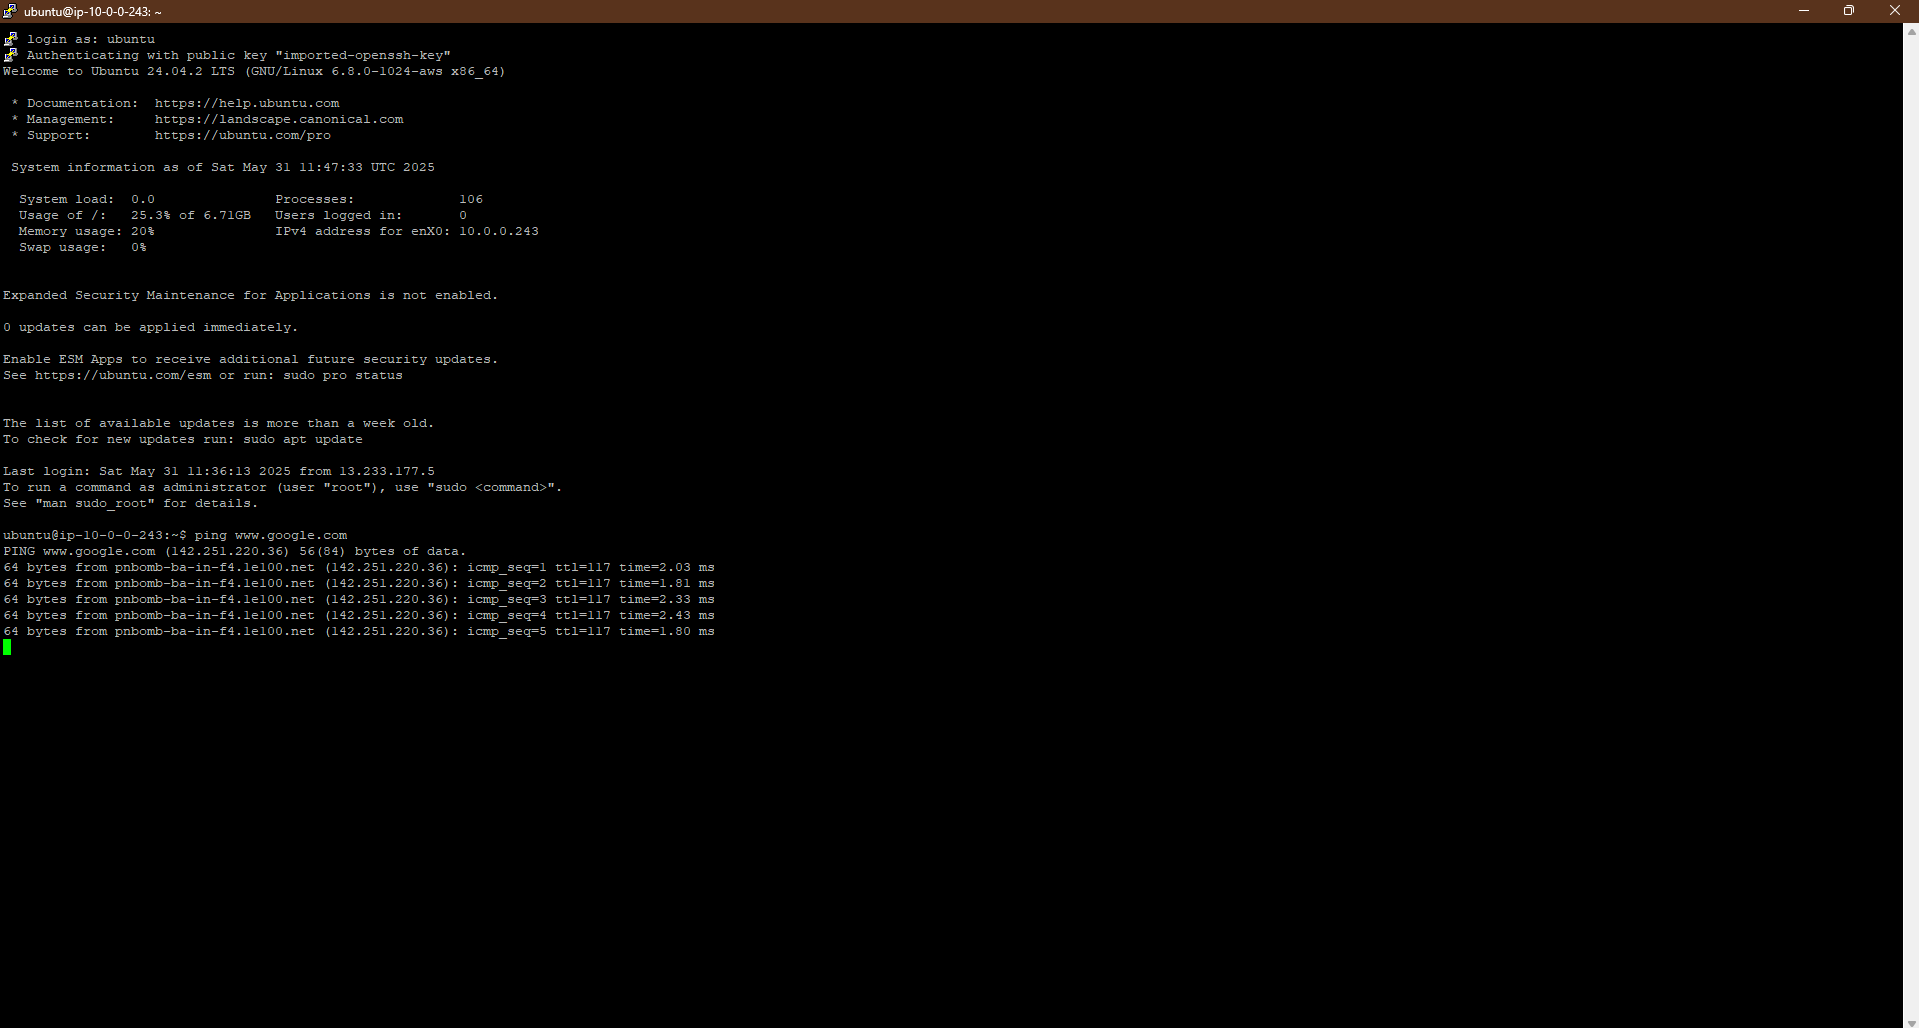 ubuntu@ip-10-0-0-243: ~
login as: ubuntu
Authenticating with public key "imported-openssh-key"
Welcome to Ubuntu 24.04.2 LTS (GNU/Linux 6.8.0-1024-aws x86_64)
* Documentation:  https://help.ubuntu.com
* Management:     https://landscape.canonical.com
* Support:        https://ubuntu.com/pro
System information as of Sat May 31 11:47:33 UTC 2025
System load:  0.0                Processes:             106
Usage of /:   25.3% of 6.71GB   Users logged in:       0
Memory usage: 20%               IPv4 address for enX0: 10.0.0.243
Swap usage:   0%
Expanded Security Maintenance for Applications is not enabled.
0 updates can be applied immediately.
Enable ESM Apps to receive additional future security updates.
See https://ubuntu.com/esm or run: sudo pro status
The list of available updates is more than a week old.
To check for new updates run: sudo apt update
Last login: Sat May 31 11:36:13 2025 from 13.233.177.5
To run a command as administrator (user "root"), use "sudo <command>".
See "man sudo_root" for details.
ubuntu@ip-10-0-0-243:~$ ping www.google.com
PING www.google.com (142.251.220.36) 56(84) bytes of data.
64 bytes from pnbomb-ba-in-f4.1e100.net (142.251.220.36): icmp_seq=1 ttl=117 time=2.03 ms
64 bytes from pnbomb-ba-in-f4.1e100.net (142.251.220.36): icmp_seq=2 ttl=117 time=1.81 ms
64 bytes from pnbomb-ba-in-f4.1e100.net (142.251.220.36): icmp_seq=3 ttl=117 time=2.33 ms
64 bytes from pnbomb-ba-in-f4.1e100.net (142.251.220.36): icmp_seq=4 ttl=117 time=2.43 ms
64 bytes from pnbomb-ba-in-f4.1e100.net (142.251.220.36): icmp_seq=5 ttl=117 time=1.80 ms